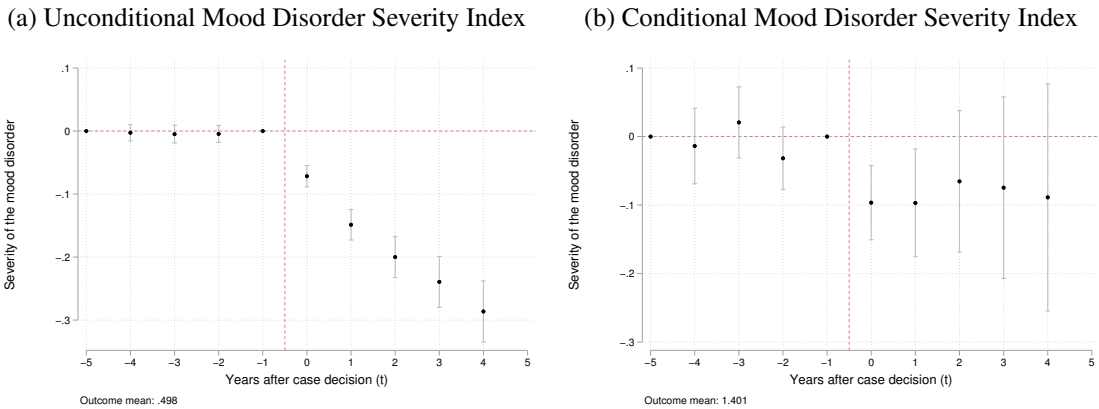 (a) Unconditional Mood Disorder Severity Index
(b) Conditional Mood Disorder Severity Index
Severity of the mood disorder
.1
0
−.1
−.2
−.3
−5 −4 −3 −2 −1 0 1 2 3 4 5
Years after case decision (t)
Outcome mean: .498
Severity of the mood disorder
.1
0
−.1
−.2
−.3
−5 −4 −3 −2 −1 0 1 2 3 4 5
Years after case decision (t)
Outcome mean: 1.401